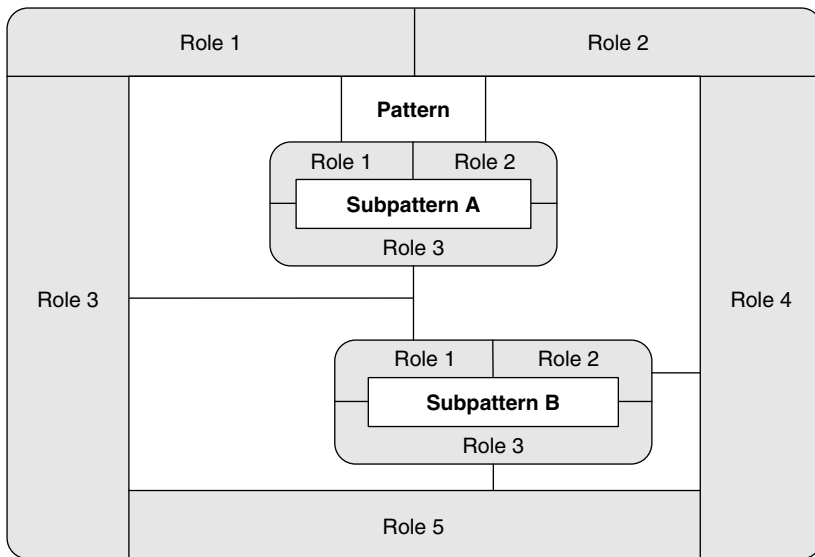 Role 1
Role 2
Pattern
Role 1
Role 2
Subpattern A
Role 3
Role 3
Role 4
Role 1
Role 2
Subpattern B
Role 3
Role 5